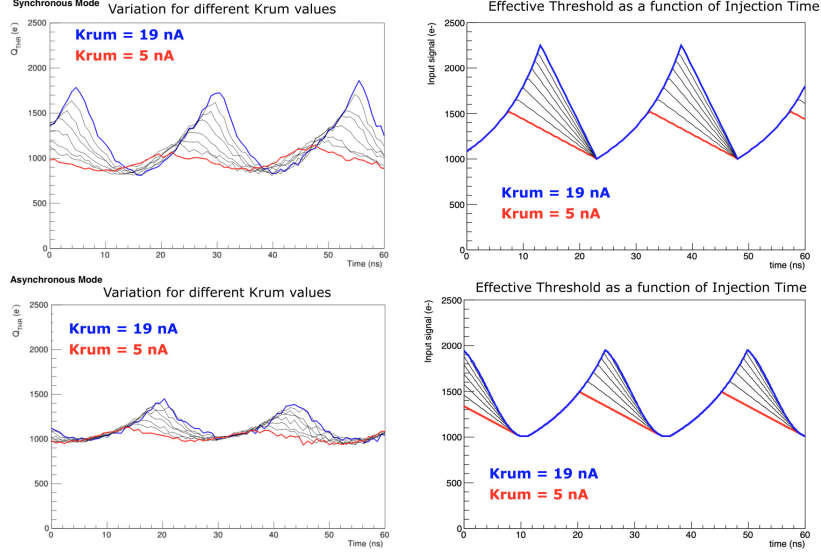 Synchronous Mode
Variation for different Krum values
Q_THR (e⁻)
Krum = 19 nA
Krum = 5 nA
2500
2000
1500
1000
500
0
0 10 20 30 40 50 60
Time (ns)
Effective Threshold as a function of Injection Time
Input signal (e-)
2500
2000
1500
1000
500
0
Krum = 19 nA
Krum = 5 nA
0 10 20 30 40 50 60
time (ns)
Asynchronous Mode
Variation for different Krum values
Q_THR (e⁻)
Krum = 19 nA
Krum = 5 nA
2500
2000
1500
1000
500
0
0 10 20 30 40 50 60
Time (ns)
Effective Threshold as a function of Injection Time
Input signal (e-)
2500
2000
1500
1000
500
0
Krum = 19 nA
Krum = 5 nA
0 10 20 30 40 50 60
time (ns)